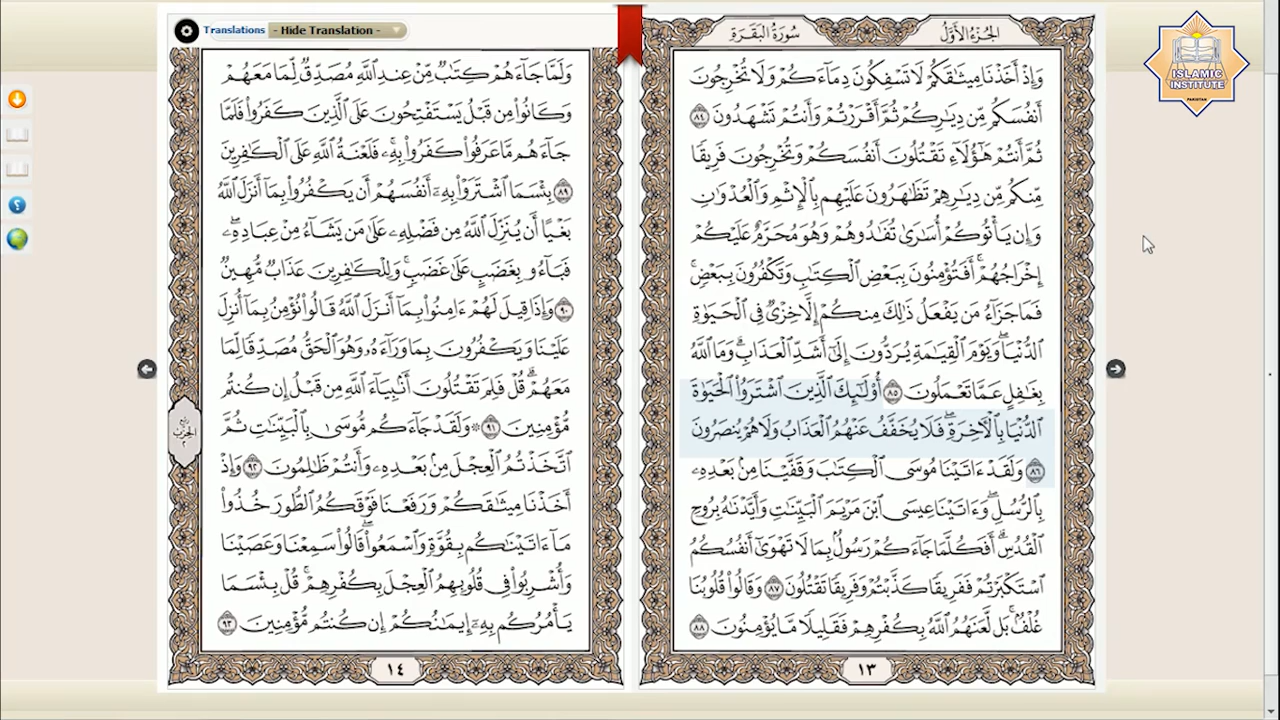 Translations - Hide Translation -
ISLAMIC
INSTITUTE
PAKISTAN
الجزء الأول
سورة البقرة
وَإِذْ أَخَذْنَا مِيثَٰقَكُمْ لَا تَسْفِكُونَ دِمَآءَكُمْ وَلَا تُخْرِجُونَ
أَنفُسَكُم مِّن دِيَٰرِكُمْ ثُمَّ أَقْرَرْتُمْ وَأَنتُمْ تَشْهَدُونَ ٨٤
ثُمَّ أَنتُمْ هَٰٓؤُلَآءِ تَقْتُلُونَ أَنفُسَكُمْ وَتُخْرِجُونَ فَرِيقًا
مِّنكُم مِّن دِيَٰرِهِمْ تَظَٰهَرُونَ عَلَيْهِم بِٱلْإِثْمِ وَٱلْعُدْوَٰنِ
وَإِن يَأْتُوكُمْ أُسَٰرَىٰ تُفَٰدُوهُمْ وَهُوَ مُحَرَّمٌ عَلَيْكُمْ
إِخْرَاجُهُمْ ۚ أَفَتُؤْمِنُونَ بِبَعْضِ ٱلْكِتَٰبِ وَتَكْفُرُونَ بِبَعْضٍ ۚ
فَمَا جَزَآءُ مَن يَفْعَلُ ذَٰلِكَ مِنكُمْ إِلَّا خِزْىٌ فِى ٱلْحَيَوٰةِ
ٱلدُّنْيَا ۖ وَيَوْمَ ٱلْقِيَٰمَةِ يُرَدُّونَ إِلَىٰٓ أَشَدِّ ٱلْعَذَابِ ۗ وَمَا ٱللَّهُ
بِغَٰفِلٍ عَمَّا تَعْمَلُونَ ٨٥ أُو۟لَٰٓئِكَ ٱلَّذِينَ ٱشْتَرَوُا۟ ٱلْحَيَوٰةَ
ٱلدُّنْيَا بِٱلْءَاخِرَةِ ۖ فَلَا يُخَفَّفُ عَنْهُمُ ٱلْعَذَابُ وَلَا هُمْ يُنصَرُونَ
٨٦ وَلَقَدْ ءَاتَيْنَا مُوسَى ٱلْكِتَٰبَ وَقَفَّيْنَا مِنۢ بَعْدِهِۦ
بِٱلرُّسُلِ ۖ وَءَاتَيْنَا عِيسَى ٱبْنَ مَرْيَمَ ٱلْبَيِّنَٰتِ وَأَيَّدْنَٰهُ بِرُوحِ
ٱلْقُدُسِ ۗ أَفَكُلَّمَا جَآءَكُمْ رَسُولٌۢ بِمَا لَا تَهْوَىٰٓ أَنفُسُكُمُ
ٱسْتَكْبَرْتُمْ فَفَرِيقًا كَذَّبْتُمْ وَفَرِيقًا تَقْتُلُونَ ٨٧ وَقَالُوا۟ قُلُوبُنَا
غُلْفٌۢ ۚ بَل لَّعَنَهُمُ ٱللَّهُ بِكُفْرِهِمْ فَقَلِيلًا مَّا يُؤْمِنُونَ ٨٨
١٣
وَلَمَّا جَآءَهُمْ كِتَٰبٌ مِّنْ عِندِ ٱللَّهِ مُصَدِّقٌ لِّمَا مَعَهُمْ
وَكَانُوا۟ مِن قَبْلُ يَسْتَفْتِحُونَ عَلَى ٱلَّذِينَ كَفَرُوا۟ فَلَمَّا
جَآءَهُم مَّا عَرَفُوا۟ كَفَرُوا۟ بِهِۦ ۚ فَلَعْنَةُ ٱللَّهِ عَلَى ٱلْكَٰفِرِينَ
٨٩ بِئْسَمَا ٱشْتَرَوْا۟ بِهِۦٓ أَنفُسَهُمْ أَن يَكْفُرُوا۟ بِمَآ أَنزَلَ ٱللَّهُ
بَغْيًا أَن يُنَزِّلَ ٱللَّهُ مِن فَضْلِهِۦ عَلَىٰ مَن يَشَآءُ مِنْ عِبَادِهِۦ ۖ
فَبَآءُو بِغَضَبٍ عَلَىٰ غَضَبٍ ۚ وَلِلْكَٰفِرِينَ عَذَابٌ مُّهِينٌ
٩٠ وَإِذَا قِيلَ لَهُمْ ءَامِنُوا۟ بِمَآ أَنزَلَ ٱللَّهُ قَالُوا۟ نُؤْمِنُ بِمَآ أُنزِلَ
عَلَيْنَا وَيَكْفُرُونَ بِمَا وَرَآءَهُۥ وَهُوَ ٱلْحَقُّ مُصَدِّقًا لِّمَا
مَعَهُمْ ۗ قُلْ فَلِمَ تَقْتُلُونَ أَنۢبِيَآءَ ٱللَّهِ مِن قَبْلُ إِن كُنتُم
مُّؤْمِنِينَ ٩١ ۞ وَلَقَدْ جَآءَكُم مُّوسَىٰ بِٱلْبَيِّنَٰتِ ثُمَّ
ٱتَّخَذْتُمُ ٱلْعِجْلَ مِنۢ بَعْدِهِۦ وَأَنتُمْ ظَٰلِمُونَ ٩٢ وَإِذْ
أَخَذْنَا مِيثَٰقَكُمْ وَرَفَعْنَا فَوْقَكُمُ ٱلطُّورَ خُذُوا۟
مَآ ءَاتَيْنَٰكُم بِقُوَّةٍ وَٱسْمَعُوا۟ ۖ قَالُوا۟ سَمِعْنَا وَعَصَيْنَا
وَأُشْرِبُوا۟ فِى قُلُوبِهِمُ ٱلْعِجْلَ بِكُفْرِهِمْ ۚ قُلْ بِئْسَمَا
يَأْمُرُكُم بِهِۦٓ إِيمَٰنُكُمْ إِن كُنتُم مُّؤْمِنِينَ ٩٣
١٤